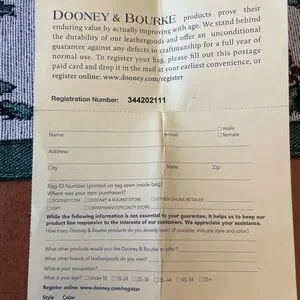 DOONEY & BOURKE products prove their
enduring value by actually improving with age. We stand behind
the durability of our leathergoods and offer an unconditional
guarantee against any defects in craftsmanship for a full year of
normal use. To register your bag, please fill out this postage
paid card and drop it in the mail at your earliest convenience, or
register online: www.dooney.com/register
Registration Number: 344202111
Name e-mail □ male
□ female
Address
City State Zip
Bag ID Number (printed on tag sewn inside bag)
Where was your item purchased?
□ DOONEY.COM □ DOONEY & BOURKE STORE □ OTHER ONLINE RETAILER
□ GIFT □ DEPARTMENT/SPECIALTY STORE
While the following information is not essential to your guarantee, it helps us to keep our
product line responsive to the interests of our customers. We appreciate your assistance.
How many Dooney & Bourke products do you already own? (if possible, indicate style and color)
What other products would you like Dooney & Bourke to offer?
What other brands of leathergoods do you own?
What is your occupation?
What is your age? □ Under 18 □ 18-24 □ 25-34 □ 35-44 □ 45-54 □ 55+
Register online: www.dooney.com/register
Style Color